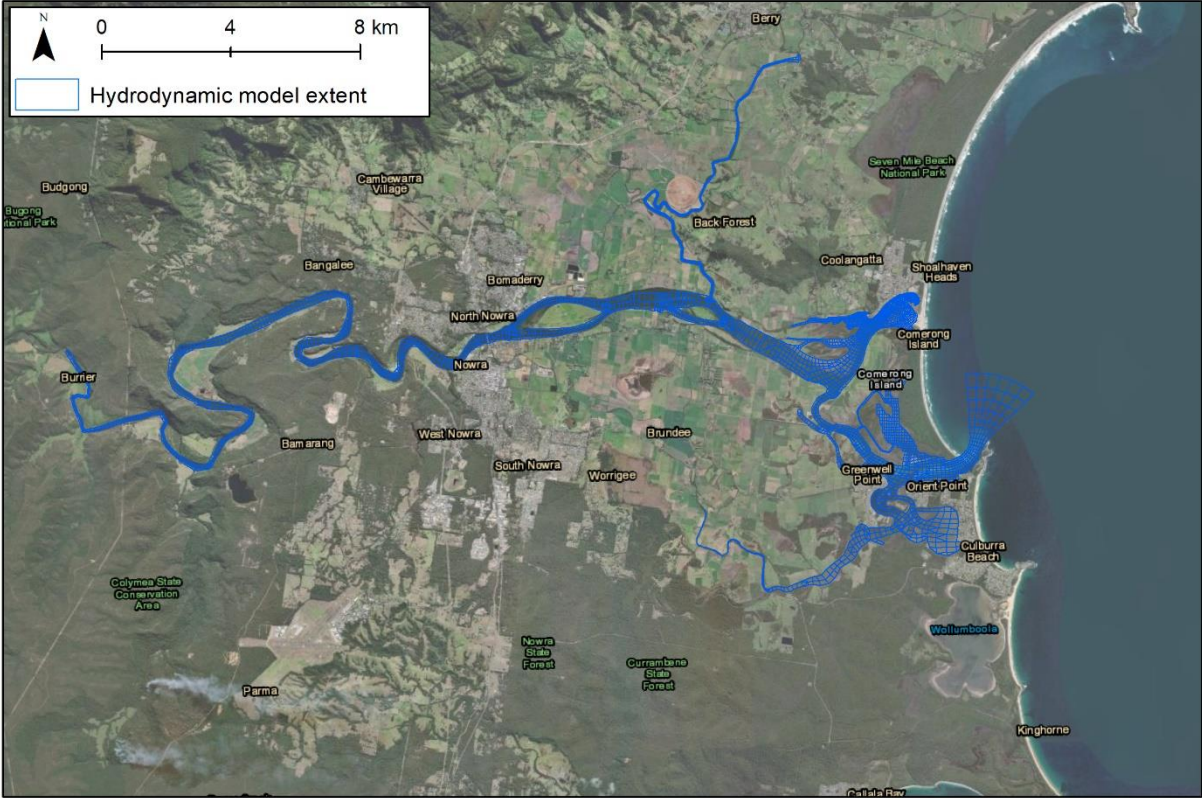 N
0 4 8 km
Hydrodynamic model extent
Berry
Seven Mile Beach
National Park
Budgong
Cambewarra
Village
Bugong
tional Park
Back Forest
Bangalee
Coolangatta
Shoalhaven
Heads
Bomaderry
North Nowra
Comerong
Island
Nowra
Burrier
Comerong
Island
Bamarang
West Nowra
Brundee
South Nowra
Worrigee
Greenwell
Point
Orient Point
Culburra
Beach
Colymea State
Conservation
Area
Wollumboola
Nowra
State
Forest
Currambene
State
Forest
Parma
Kinghorne
Callala Bay